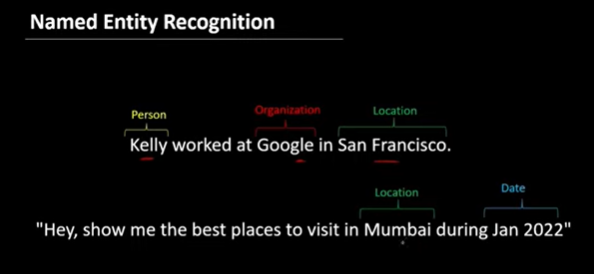 Named Entity Recognition
Person Organization Location
Kelly worked at Google in San Francisco.
Location Date
"Hey, show me the best places to visit in Mumbai during Jan 2022"